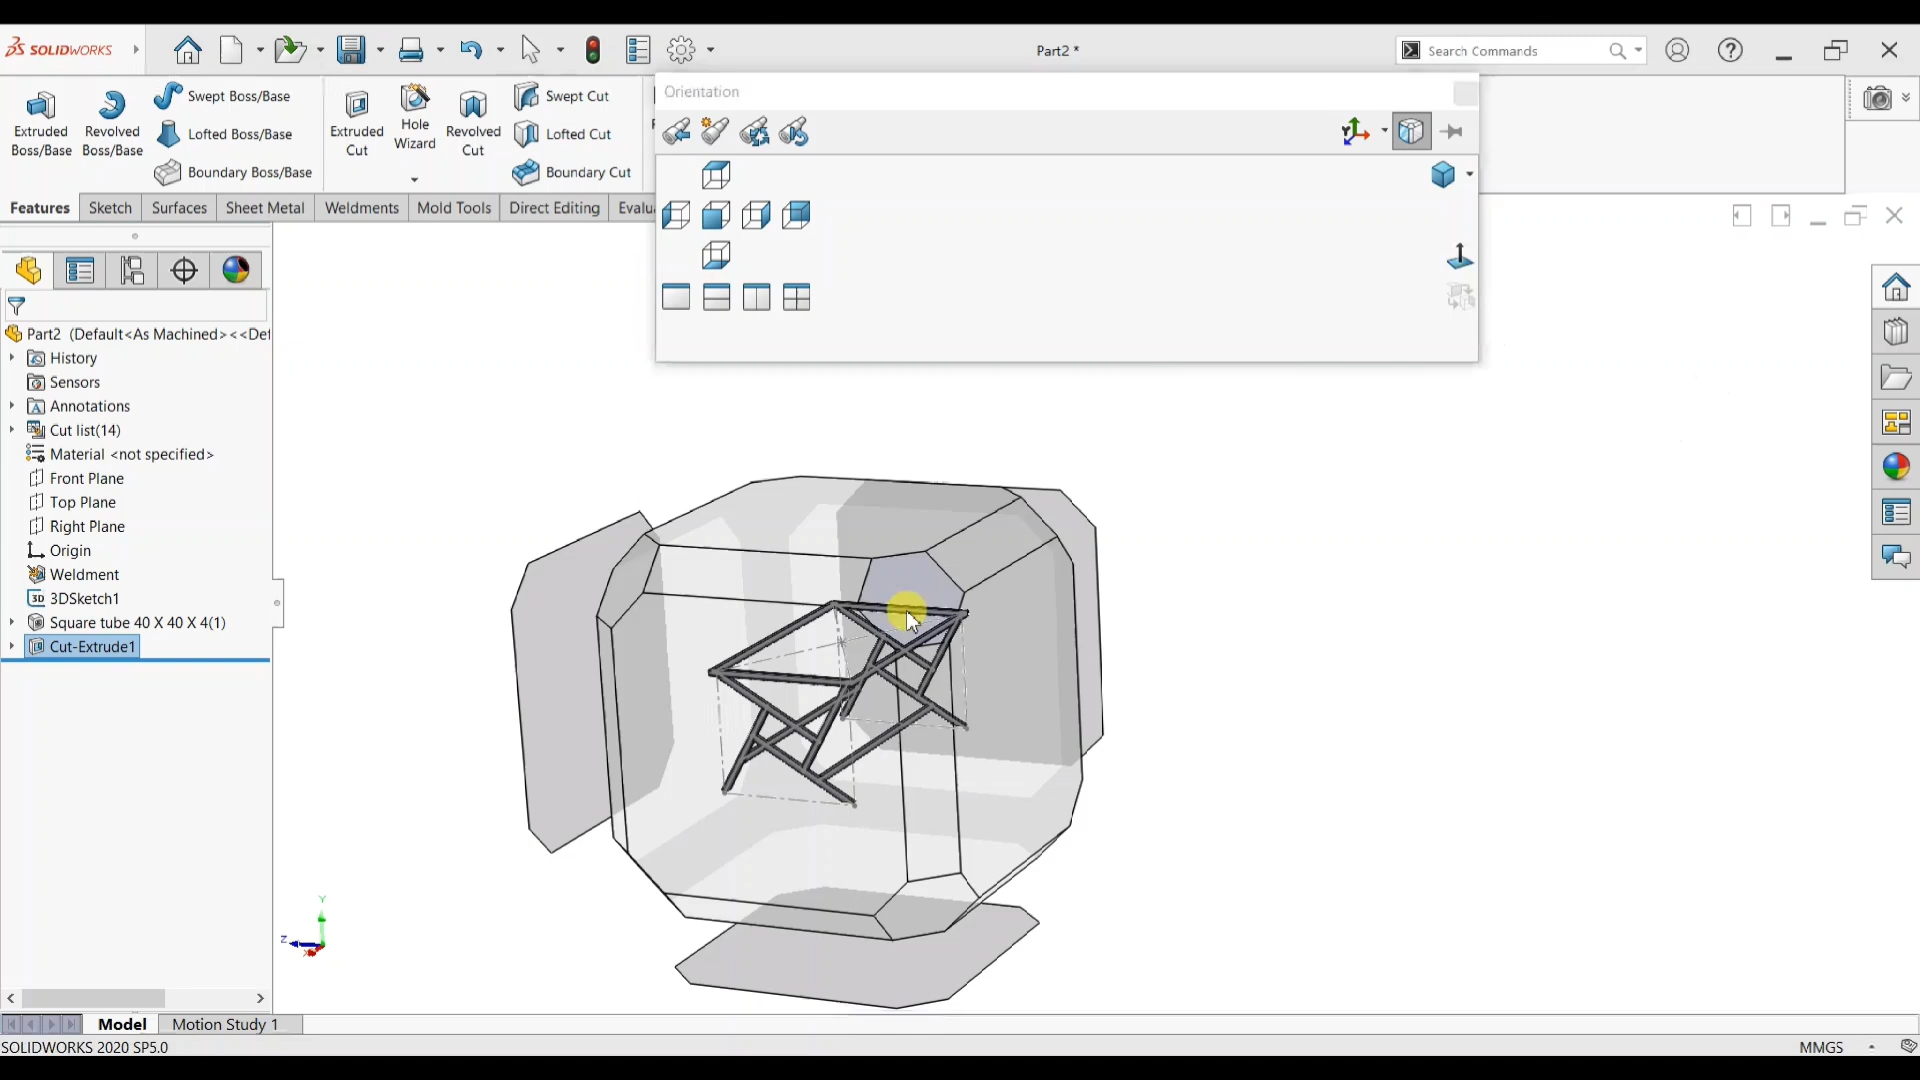 SOLIDWORKS
Part2 *
Search Commands
Extruded Boss/Base
Revolved Boss/Base
Swept Boss/Base
Lofted Boss/Base
Boundary Boss/Base
Extruded Cut
Hole Wizard
Revolved Cut
Swept Cut
Lofted Cut
Boundary Cut
Orientation
Features
Sketch
Surfaces
Sheet Metal
Weldments
Mold Tools
Direct Editing
Evalu
Part2 (Default<As Machined><<Def
History
Sensors
Annotations
Cut list(14)
Material <not specified>
Front Plane
Top Plane
Right Plane
Origin
Weldment
3D 3DSketch1
Square tube 40 X 40 X 4(1)
Cut-Extrude1
Y
Z
X
Model
Motion Study 1
SOLIDWORKS 2020 SP5.0
MMGS